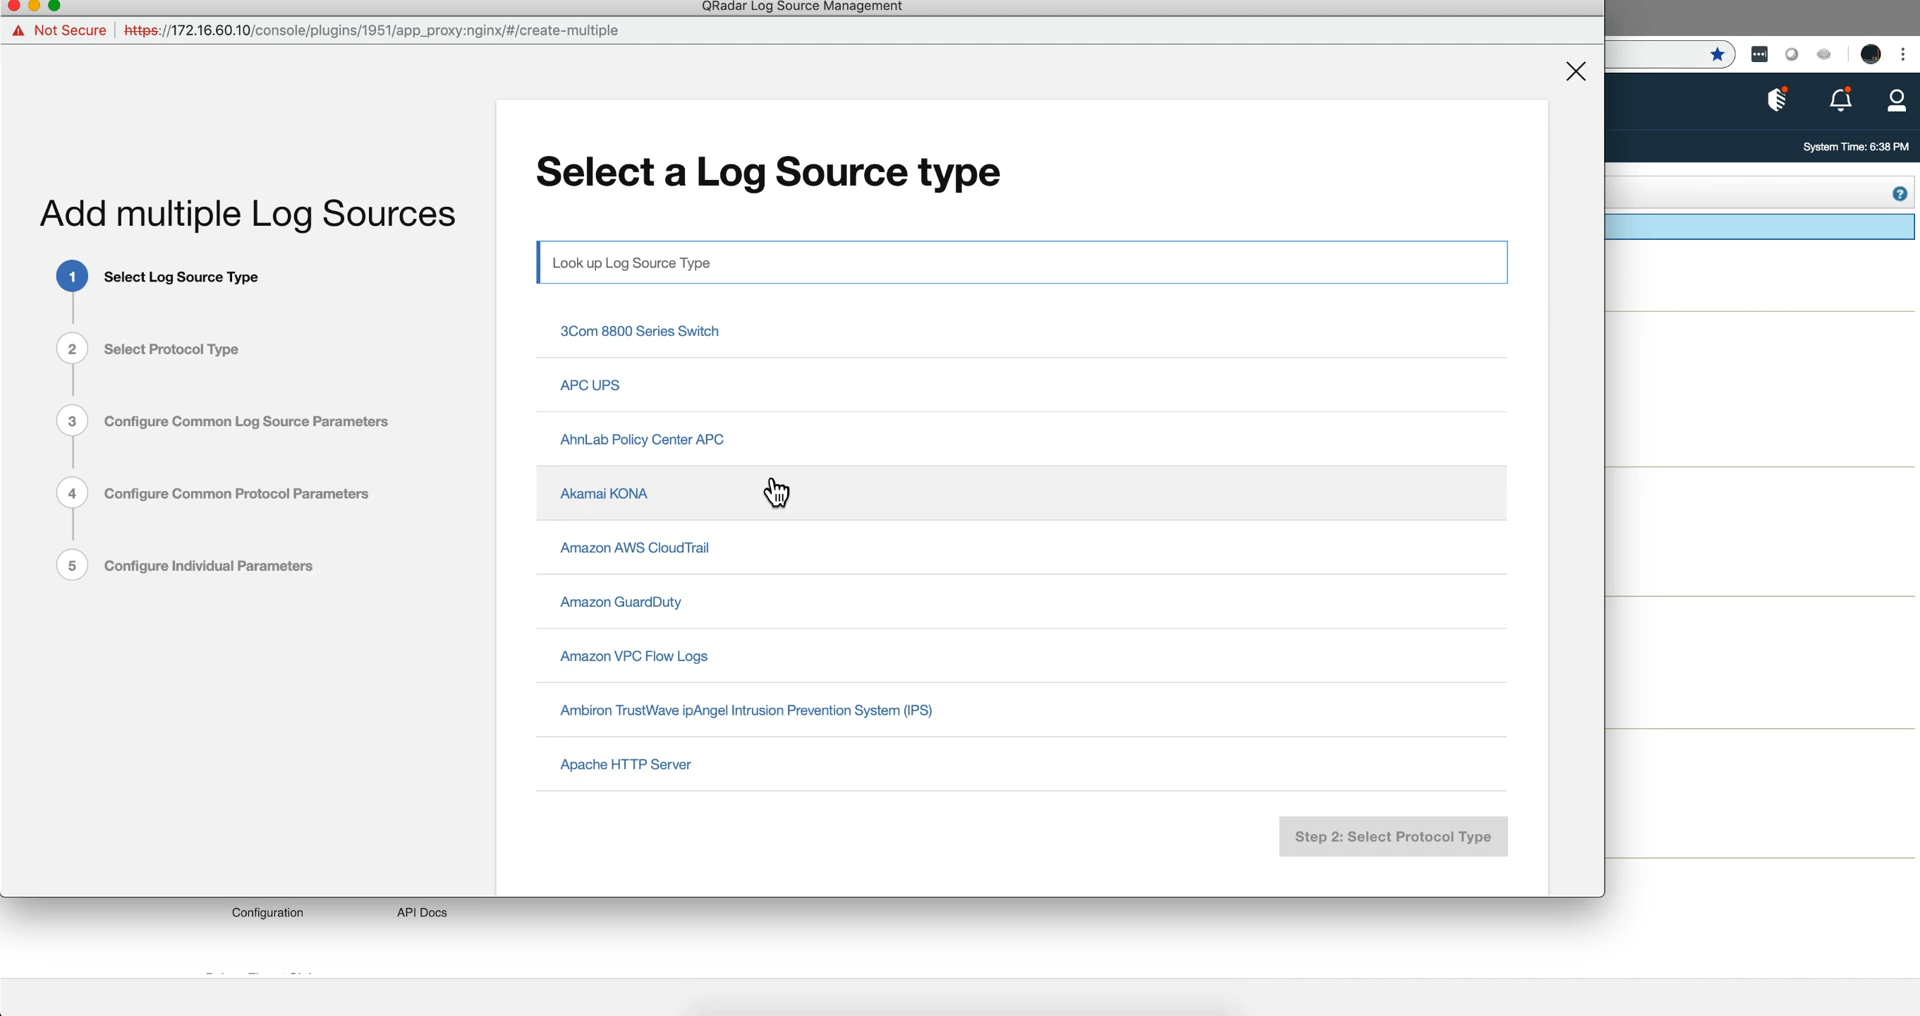 QRadar Log Source Management
Not Secure
https://172.16.60.10/console/plugins/1951/app_proxy:nginx/#/create-multiple
System Time: 6:38 PM
?
Add multiple Log Sources
1 Select Log Source Type
2 Select Protocol Type
3 Configure Common Log Source Parameters
4 Configure Common Protocol Parameters
5 Configure Individual Parameters
Select a Log Source type
Look up Log Source Type
3Com 8800 Series Switch
APC UPS
AhnLab Policy Center APC
Akamai KONA
Amazon AWS CloudTrail
Amazon GuardDuty
Amazon VPC Flow Logs
Ambiron TrustWave ipAngel Intrusion Prevention System (IPS)
Apache HTTP Server
Step 2: Select Protocol Type
Configuration
API Docs